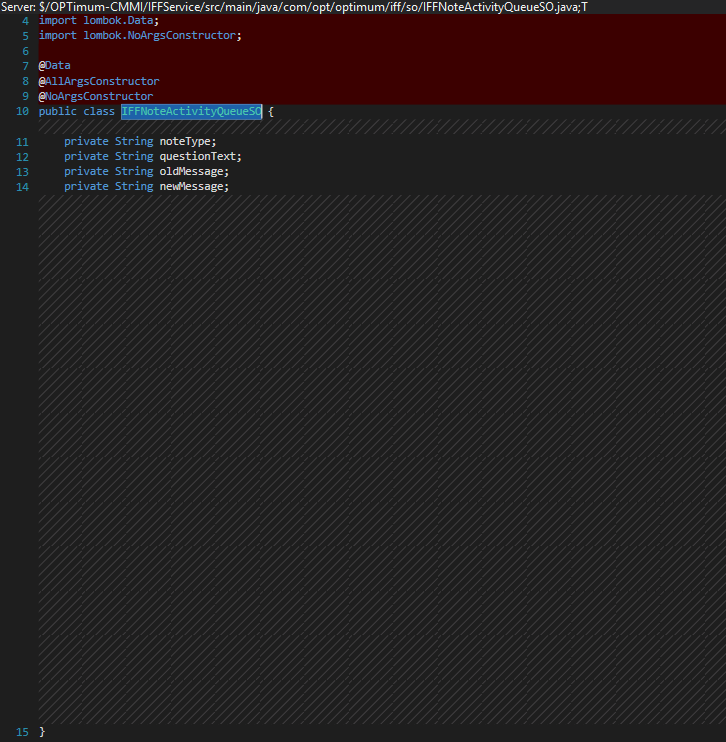 Server: $/OPTimum-CMMI/IFFService/src/main/java/com/opt/optimum/iff/so/IFFNoteActivityQueueSO.java;T
4 import lombok.Data;
5 import lombok.NoArgsConstructor;
6
7 @Data
8 @AllArgsConstructor
9 @NoArgsConstructor
10 public class IFFNoteActivityQueueSO {
11     private String noteType;
12     private String questionText;
13     private String oldMessage;
14     private String newMessage;
15 }